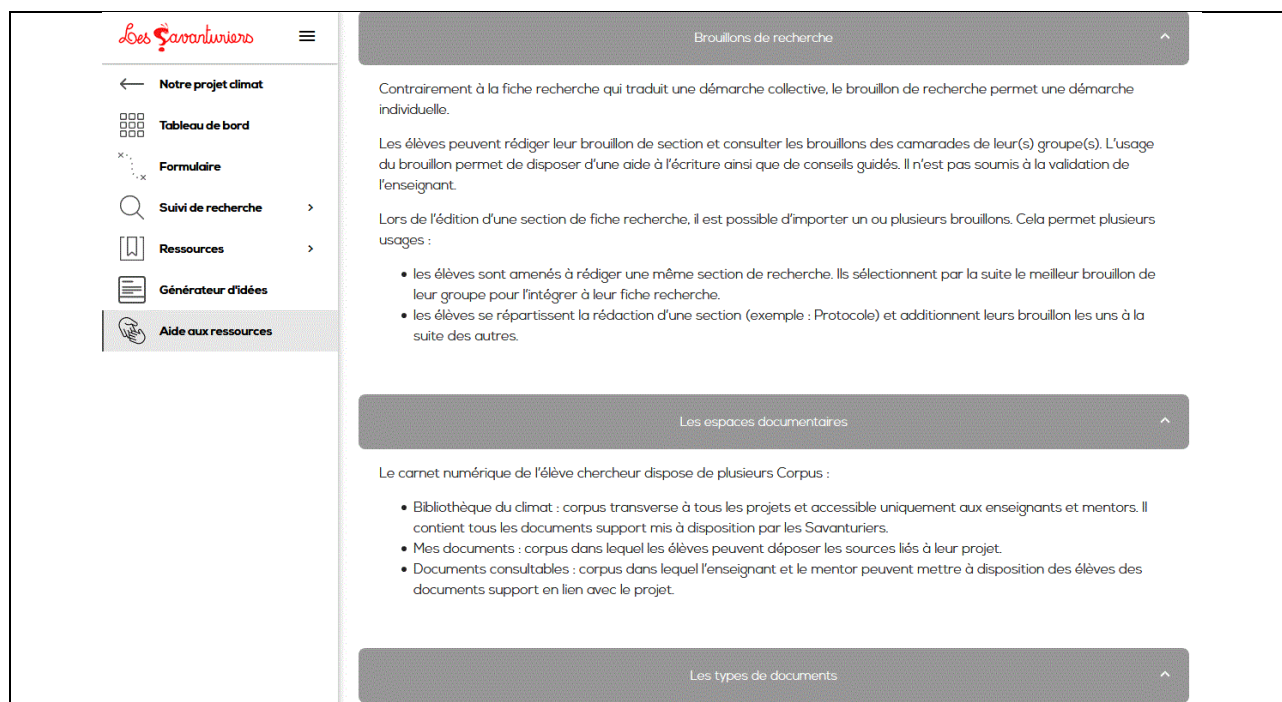 Les Savanturiers
Notre projet climat
Tableau de bord
Formulaire
Suivi de recherche
Ressources
Générateur d'idées
Aide aux ressources
Brouillons de recherche
Contrairement à la fiche recherche qui traduit une démarche collective, le brouillon de recherche permet une démarche
individuelle.
Les élèves peuvent rédiger leur brouillon de section et consulter les brouillons des camarades de leur(s) groupe(s). L'usage
du brouillon permet de disposer d'une aide à l'écriture ainsi que de conseils guidés. Il n'est pas soumis à la validation de
l'enseignant.
Lors de l'édition d'une section de fiche recherche, il est possible d'importer un ou plusieurs brouillons. Cela permet plusieurs
usages :
• les élèves sont amenés à rédiger une même section de recherche. Ils sélectionnent par la suite le meilleur brouillon de
leur groupe pour l'intégrer à leur fiche recherche.
• les élèves se répartissent la rédaction d'une section (exemple : Protocole) et additionnent leurs brouillon les uns à la
suite des autres.
Les espaces documentaires
Le carnet numérique de l'élève chercheur dispose de plusieurs Corpus :
• Bibliothèque du climat : corpus transverse à tous les projets et accessible uniquement aux enseignants et mentors. Il
contient tous les documents support mis à disposition par les Savanturiers.
• Mes documents : corpus dans lequel les élèves peuvent déposer les sources liés à leur projet.
• Documents consultables : corpus dans lequel l'enseignant et le mentor peuvent mettre à disposition des élèves des
documents support en lien avec le projet.
Les types de documents